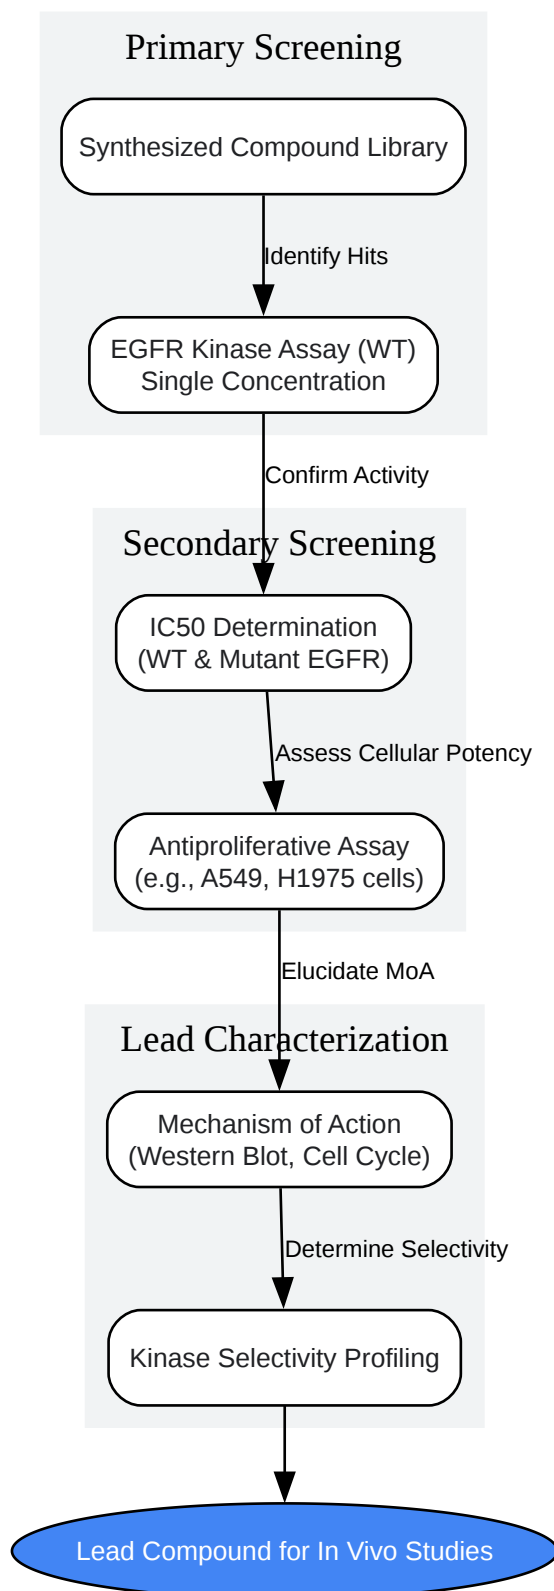 Primary Screening
Synthesized Compound Library
Identify Hits
EGFR Kinase Assay (WT)
Single Concentration
Confirm Activity
Secondary Screening
IC50 Determination
(WT & Mutant EGFR)
Assess Cellular Potency
Antiproliferative Assay
(e.g., A549, H1975 cells)
Elucidate MoA
Lead Characterization
Mechanism of Action
(Western Blot, Cell Cycle)
Determine Selectivity
Kinase Selectivity Profiling
Lead Compound for In Vivo Studies